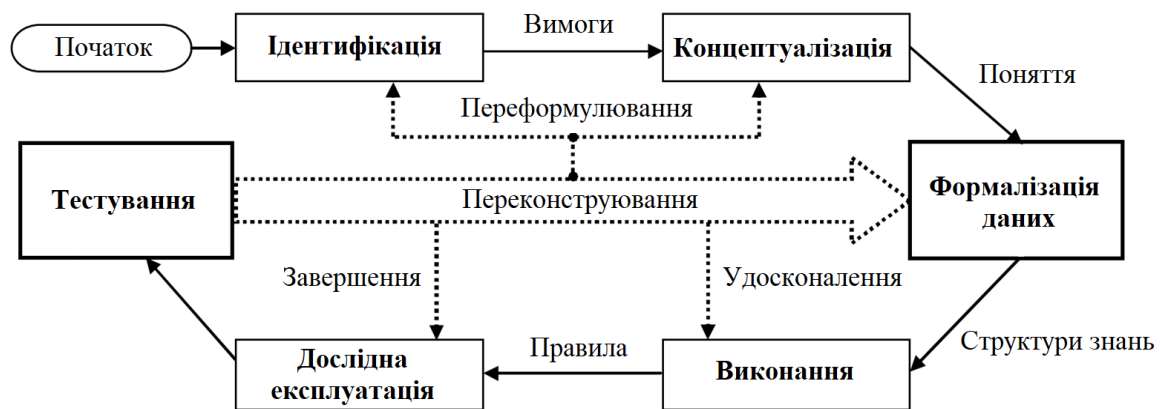 Початок
Ідентифікація
Вимоги
Концептуалізація
Поняття
Переформулювання
Тестування
Переконструювання
Формалізація
даних
Завершення
Удосконалення
Структури знань
Дослідна
експлуатація
Правила
Виконання